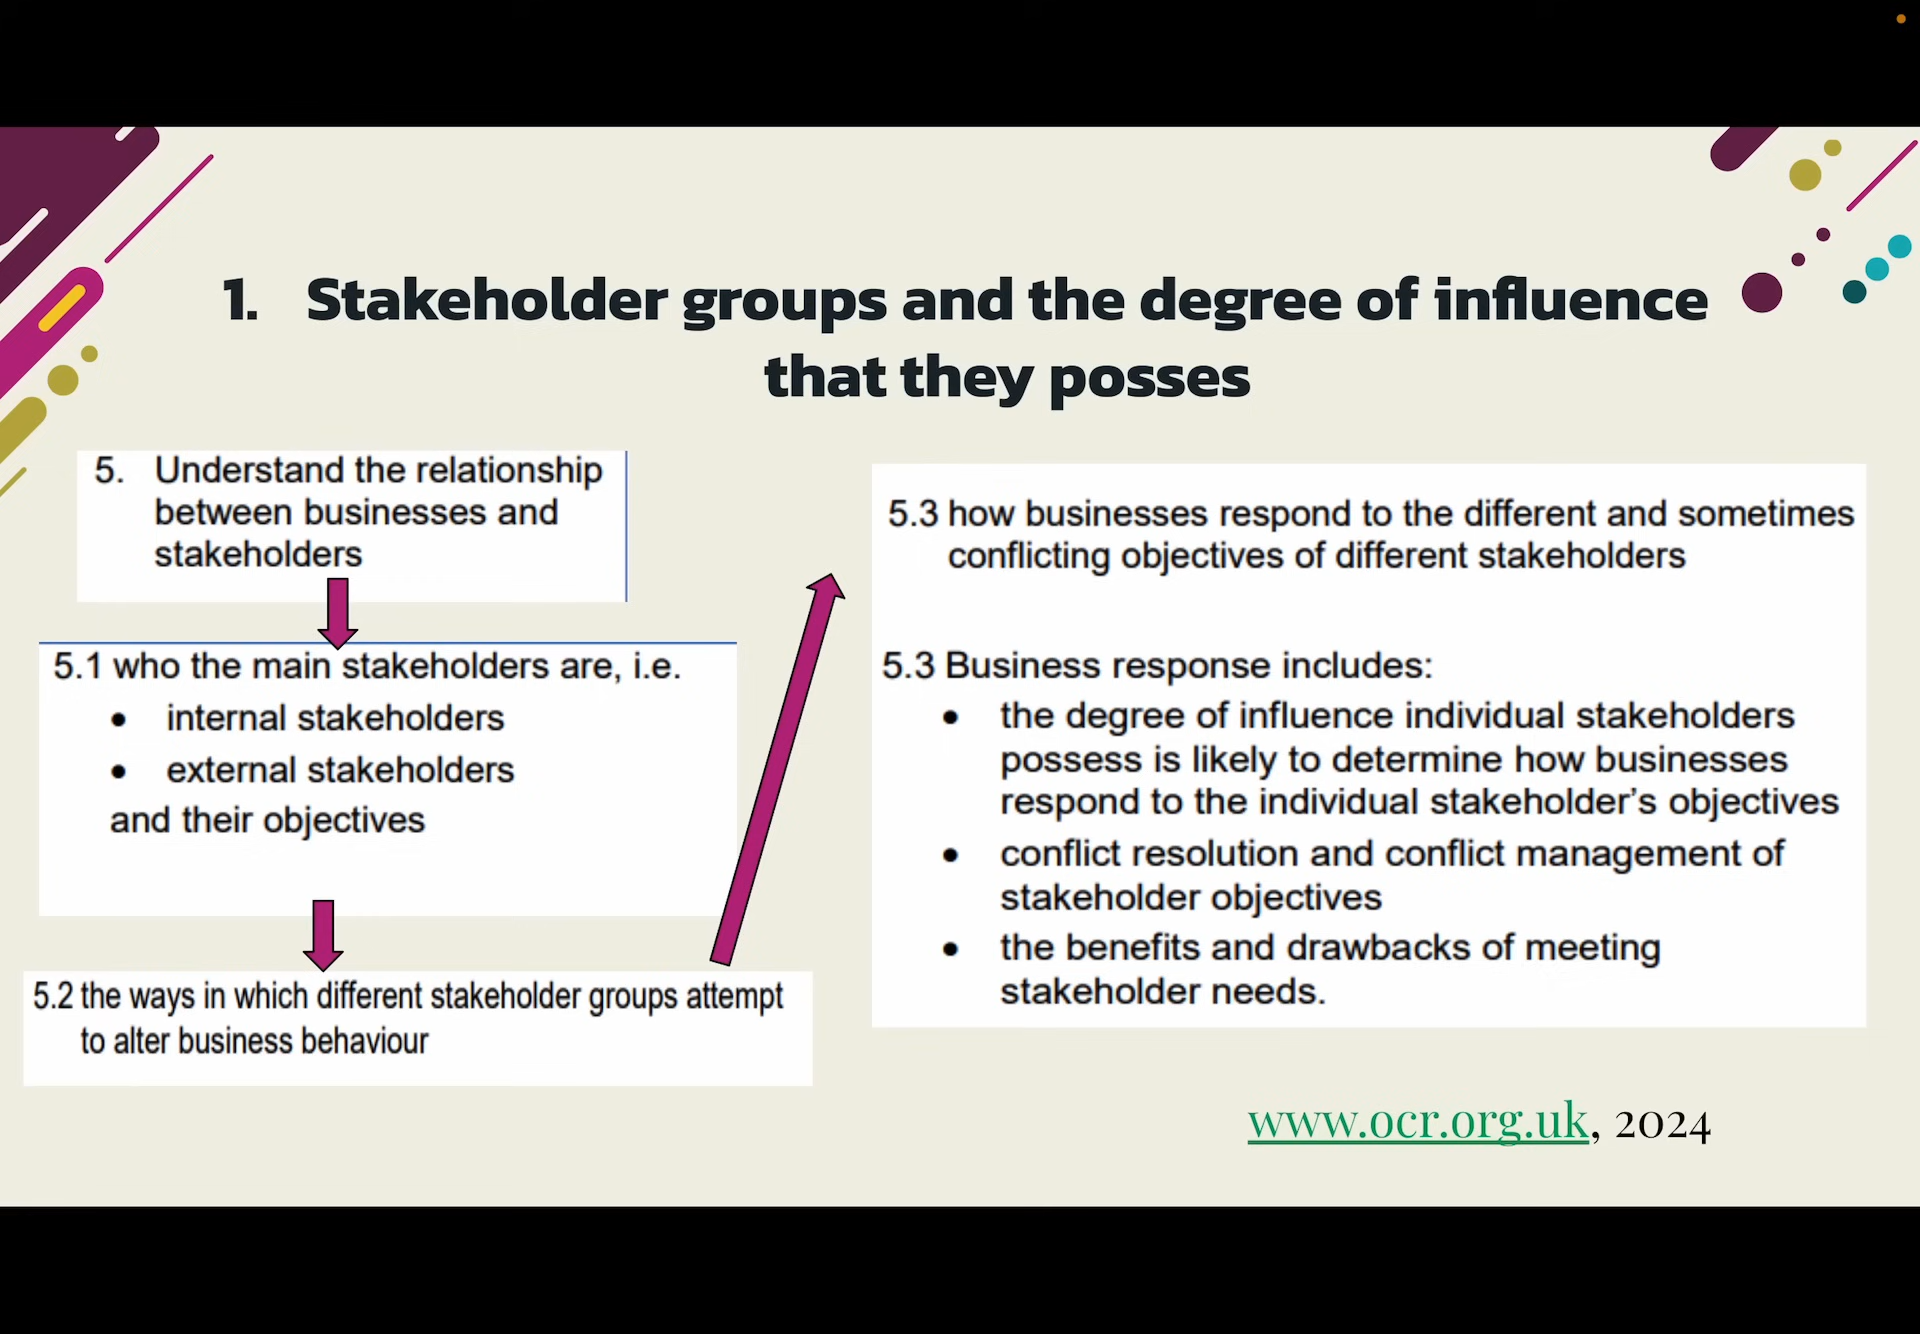 1. Stakeholder groups and the degree of influence
that they posses
5. Understand the relationship
between businesses and
stakeholders
5.1 who the main stakeholders are, i.e.
• internal stakeholders
• external stakeholders
and their objectives
5.2 the ways in which different stakeholder groups attempt
to alter business behaviour
5.3 how businesses respond to the different and sometimes
conflicting objectives of different stakeholders
5.3 Business response includes:
• the degree of influence individual stakeholders
possess is likely to determine how businesses
respond to the individual stakeholder’s objectives
• conflict resolution and conflict management of
stakeholder objectives
• the benefits and drawbacks of meeting
stakeholder needs.
www.ocr.org.uk, 2024